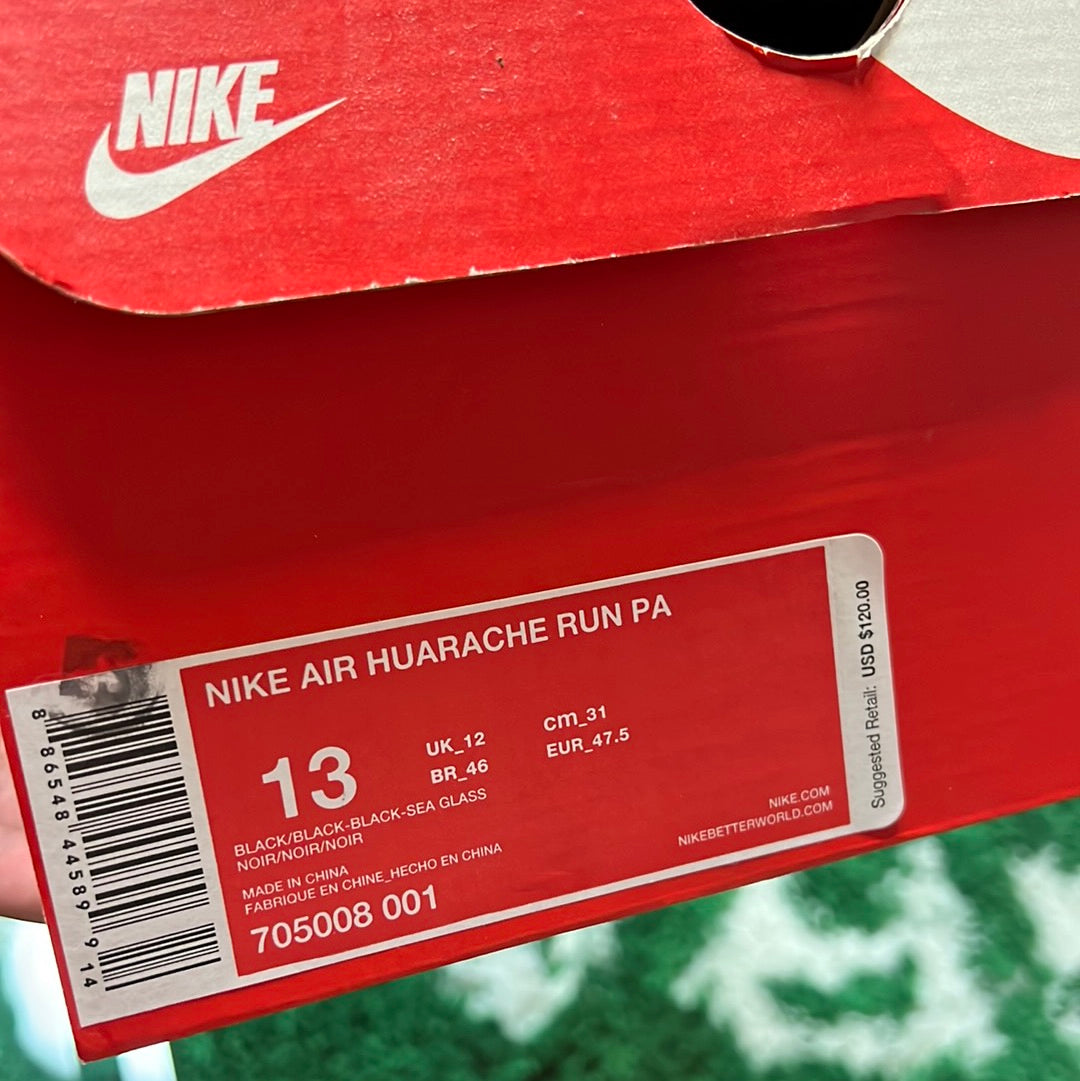 NIKE
NIKE AIR HUARACHE RUN PA
13
UK_12
cm_31
BR_46
EUR_47.5
BLACK/BLACK-BLACK-SEA GLASS
NOIR/NOIR/NOIR
MADE IN CHINA
FABRIQUE EN CHINE_HECHO EN CHINA
705008 001
NIKE.COM
NIKEBETTERWORLD.COM
Suggested Retail: USD $120.00
8 86548 44589 9 14